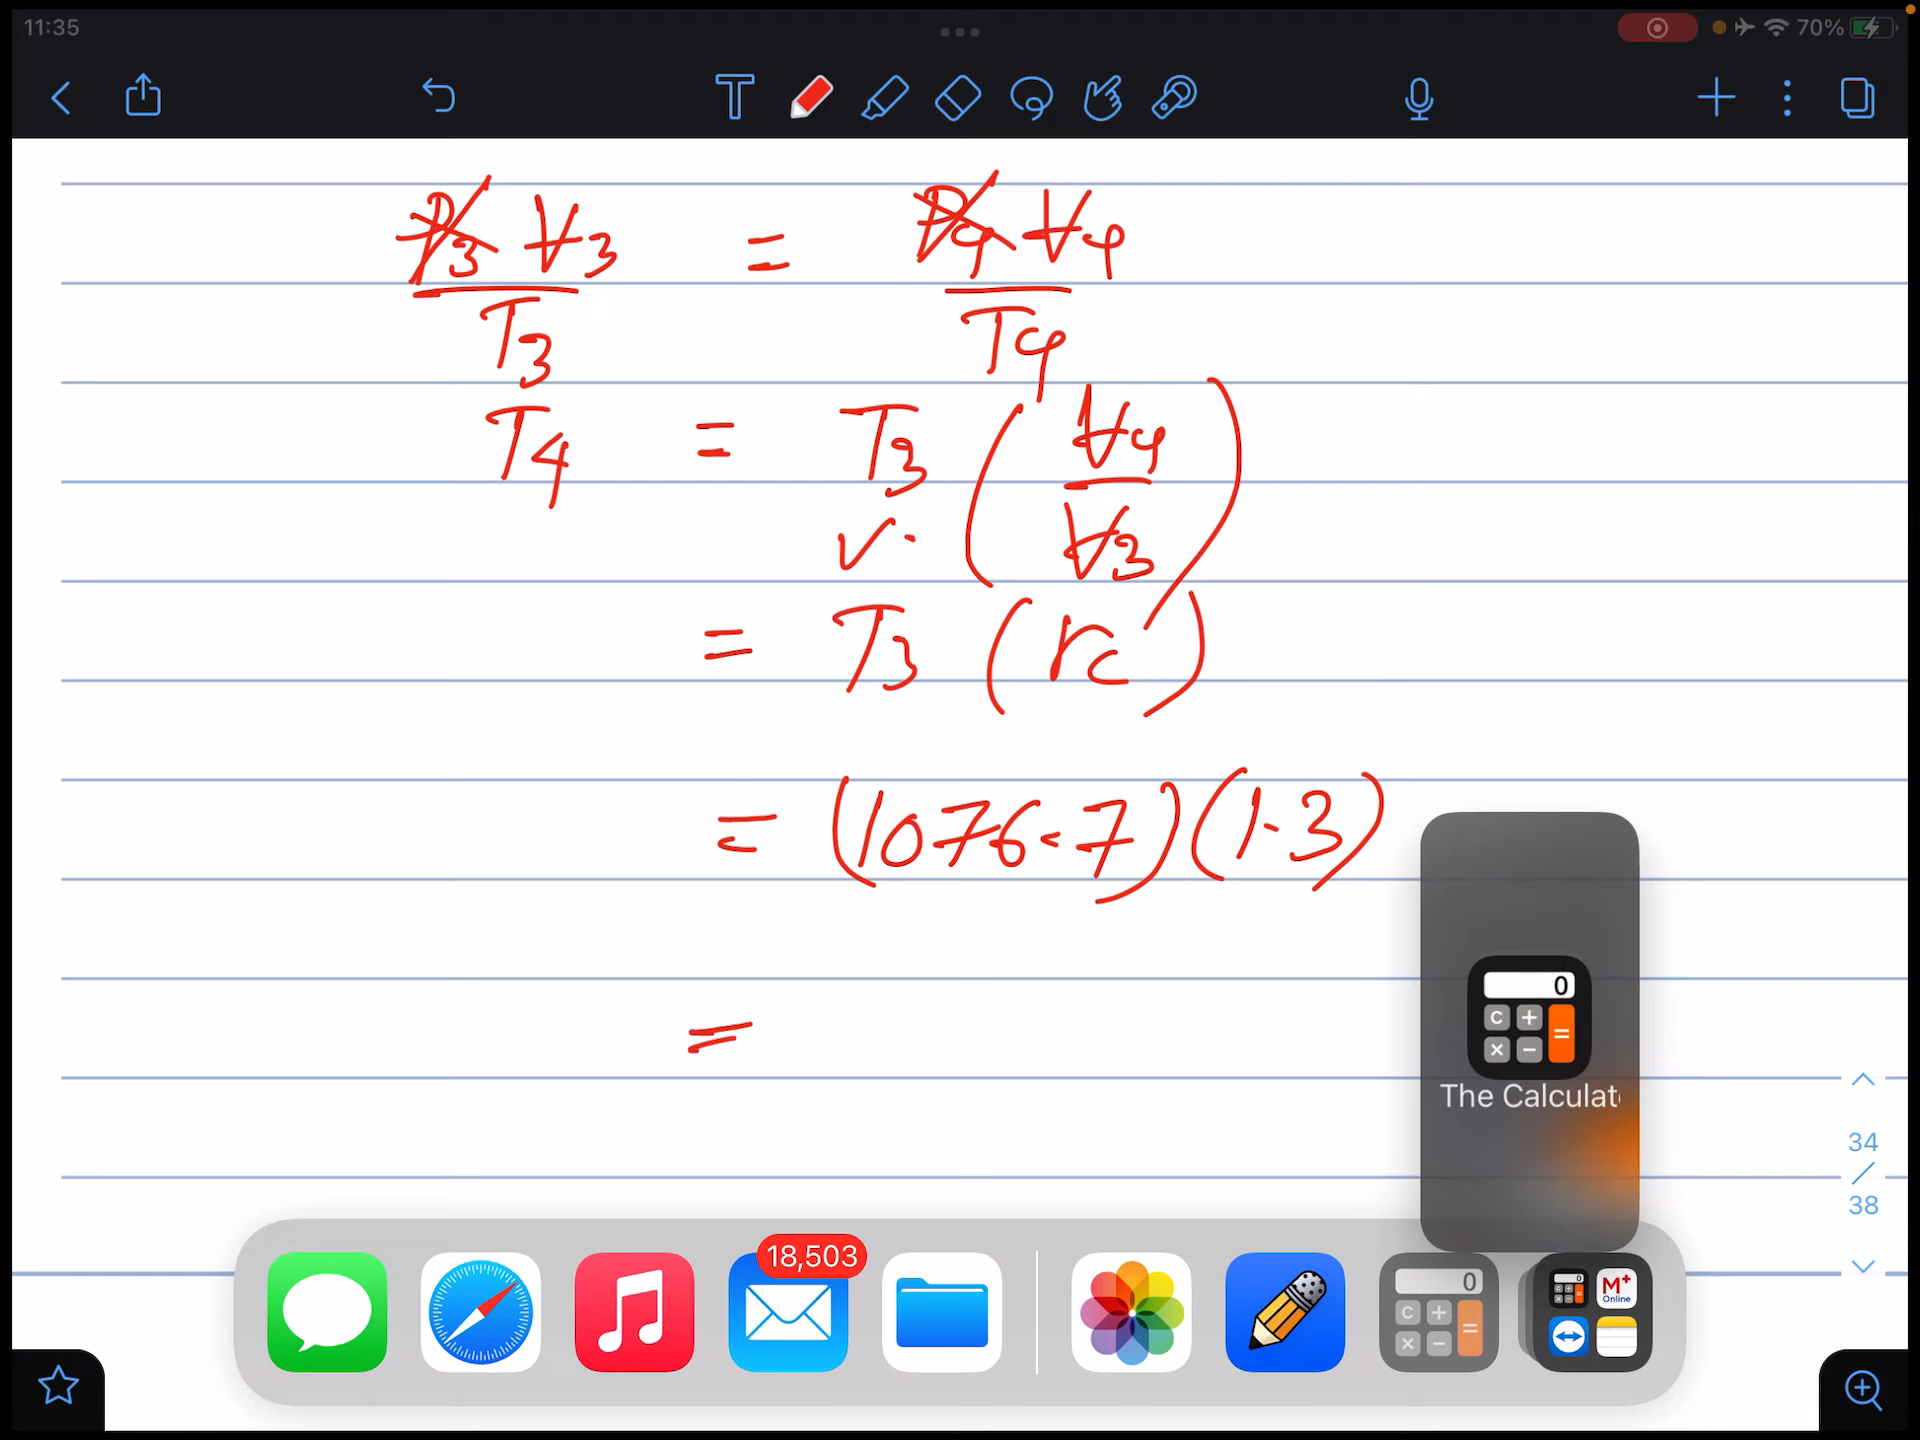 11:35
70%
T
P3 V3 = P4 V4
T3 T4
T4 = T3 ( V4
V3 )
= T3 ( rc )
= (1076.7)(1.3)
=
0
C +
× − =
The Calculat
34
/
38
18,503
0
C +
× − =
M+
Online